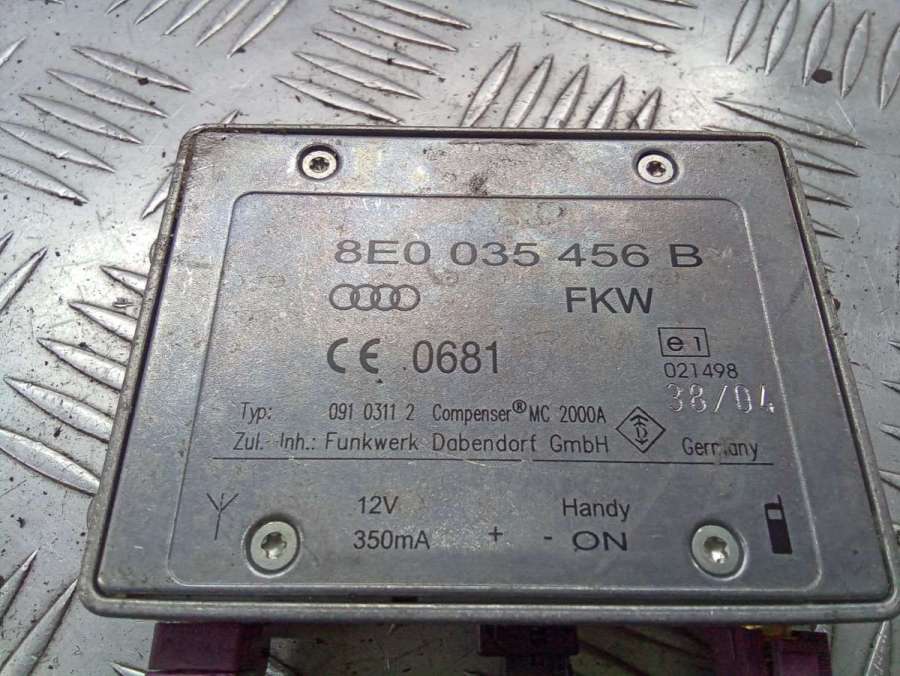 8E0 035 456 B
FKW
CE 0681
e1
021498
38/04
Typ: 091 0311 2 Compenser® MC 2000A
Zul.-Inh.: Funkwerk Dabendorf GmbH Germany
12V Handy
350mA + - ON